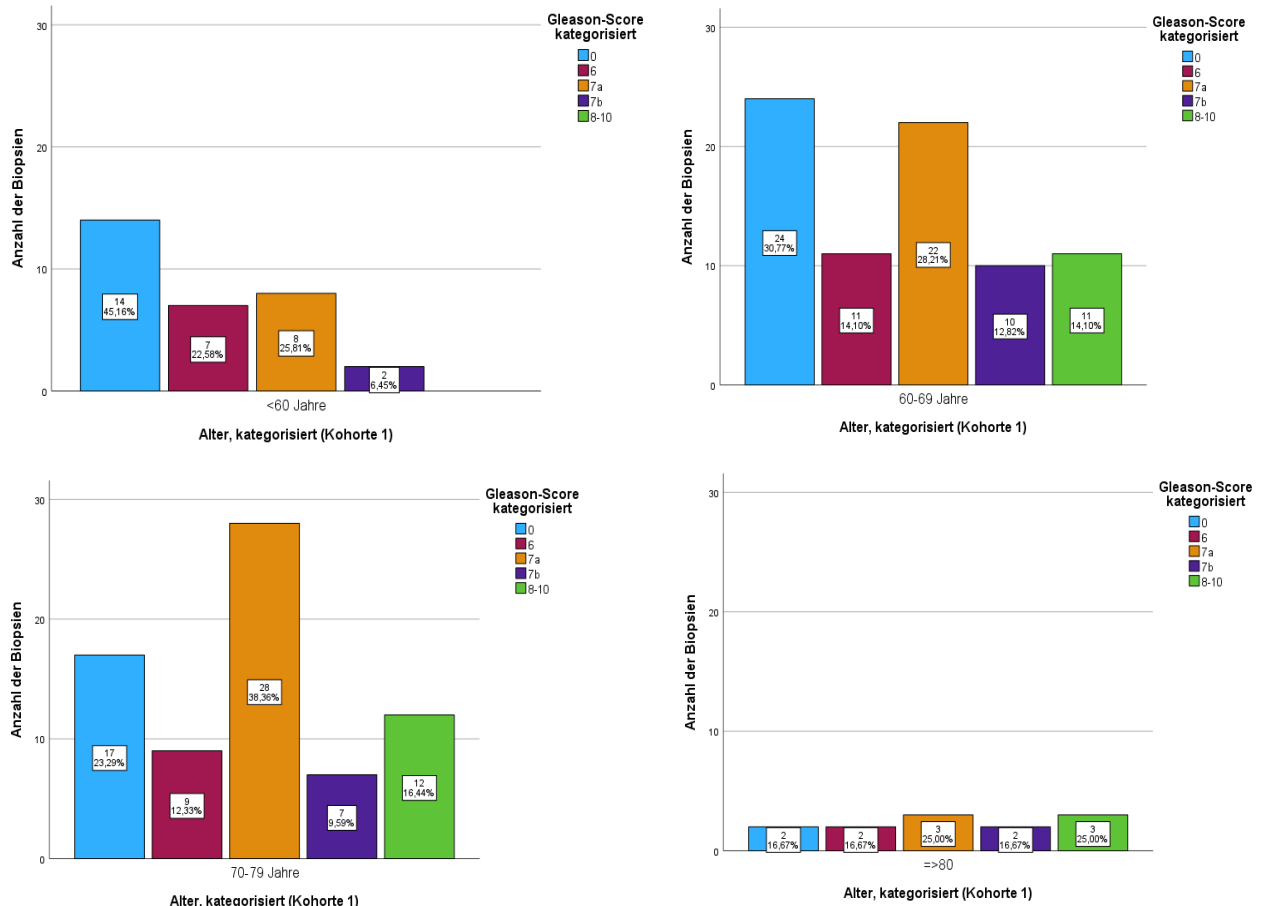 Gleason-Score
kategorisiert
0
6
7a
7b
8-10
Anzahl der Biopsien
30
20
10
0
14
45,16%
7
22,58%
8
25,81%
2
6,45%
<60 Jahre
Alter, kategorisiert (Kohorte 1)
Gleason-Score
kategorisiert
0
6
7a
7b
8-10
Anzahl der Biopsien
30
20
10
0
24
30,77%
11
14,10%
22
28,21%
10
12,82%
11
14,10%
60-69 Jahre
Alter, kategorisiert (Kohorte 1)
Gleason-Score
kategorisiert
0
6
7a
7b
8-10
Anzahl der Biopsien
30
20
10
0
17
23,29%
9
12,33%
28
38,36%
7
9,59%
12
16,44%
70-79 Jahre
Alter, kategorisiert (Kohorte 1)
Gleason-Score
kategorisiert
0
6
7a
7b
8-10
Anzahl der Biopsien
30
20
10
0
2
16,67%
2
16,67%
3
25,00%
2
16,67%
3
25,00%
=>80
Alter, kategorisiert (Kohorte 1)